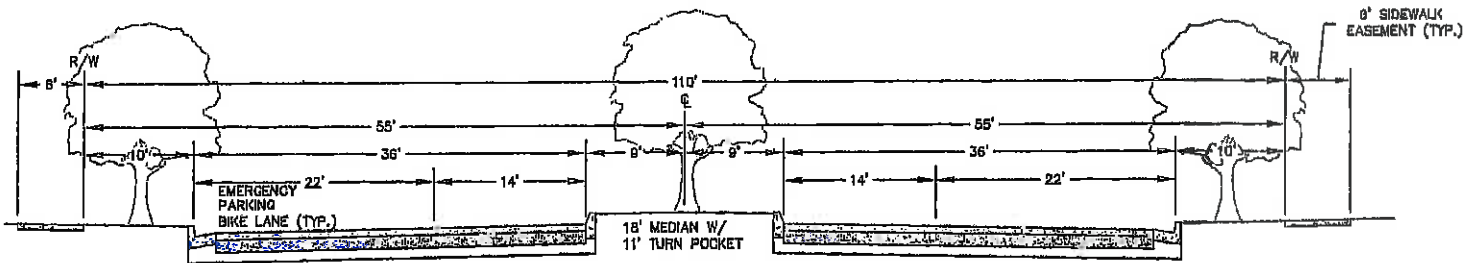 6' SIDEWALK
EASEMENT (TYP.)
R/W
R/W
6'
110'
℄
55'
55'
10'
36'
9'
9'
36'
10'
22'
14'
14'
22'
EMERGENCY
PARKING
BIKE LANE (TYP.)
18' MEDIAN W/
11' TURN POCKET